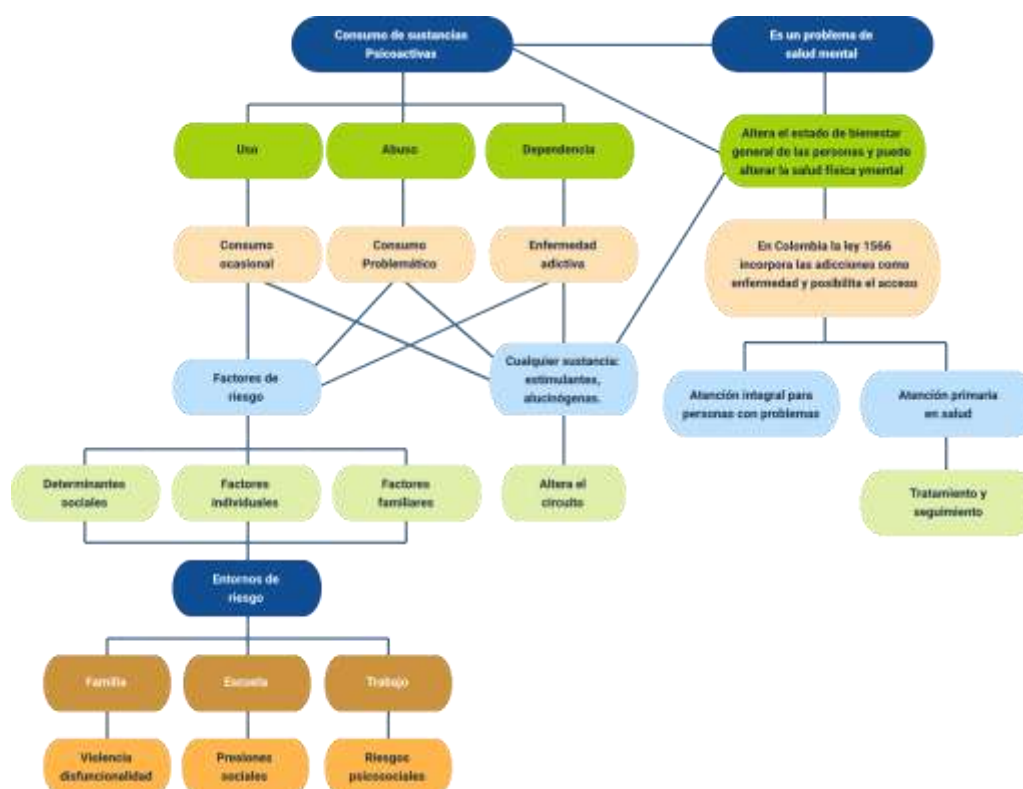 Consumo de sustancias
Psicoactivas
Es un problema de
salud mental
Uso
Abuso
Dependencia
Altera el estado de bienestar
general de las personas y puede
alterar la salud física ymental
Consumo
ocasional
Consumo
Problemático
Enfermedad
adictiva
En Colombia la ley 1566
incorpora las adicciones como
enfermedad y posibilita el acceso
Factores de
riesgo
Cualquier sustancia:
estimulantes,
alucinógenas.
Atención integral para
personas con problemas
Atención primaria
en salud
Determinantes
sociales
Factores
individuales
Factores
familiares
Altera el
circuito
Tratamiento y
seguimiento
Entornos de
riesgo
Familia
Escuela
Trabajo
Violencia
disfuncionalidad
Presiones
sociales
Riesgos
psicosociales